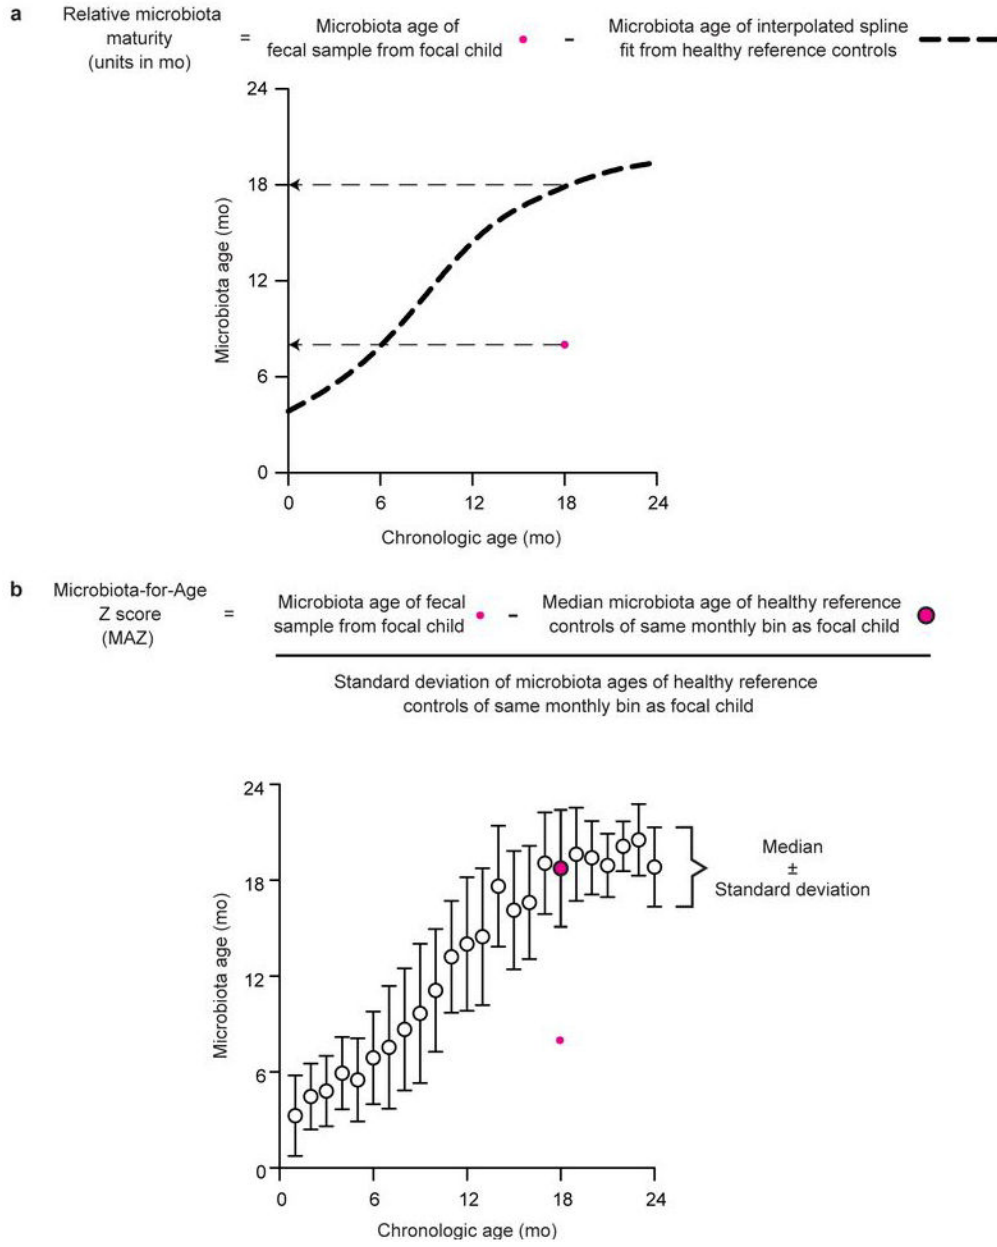 a
Relative microbiota
maturity
(units in mo)
=
Microbiota age of
fecal sample from focal child
-
Microbiota age of interpolated spline
fit from healthy reference controls
24
18
12
6
0
Microbiota age (mo)
0 6 12 18 24
Chronologic age (mo)
b
Microbiota-for-Age
Z score
(MAZ)
=
Microbiota age of fecal
sample from focal child
-
Median microbiota age of healthy reference
controls of same monthly bin as focal child
Standard deviation of microbiota ages of healthy reference
controls of same monthly bin as focal child
24
18
12
6
0
Microbiota age (mo)
Median
±
Standard deviation
0 6 12 18 24
Chronologic age (mo)